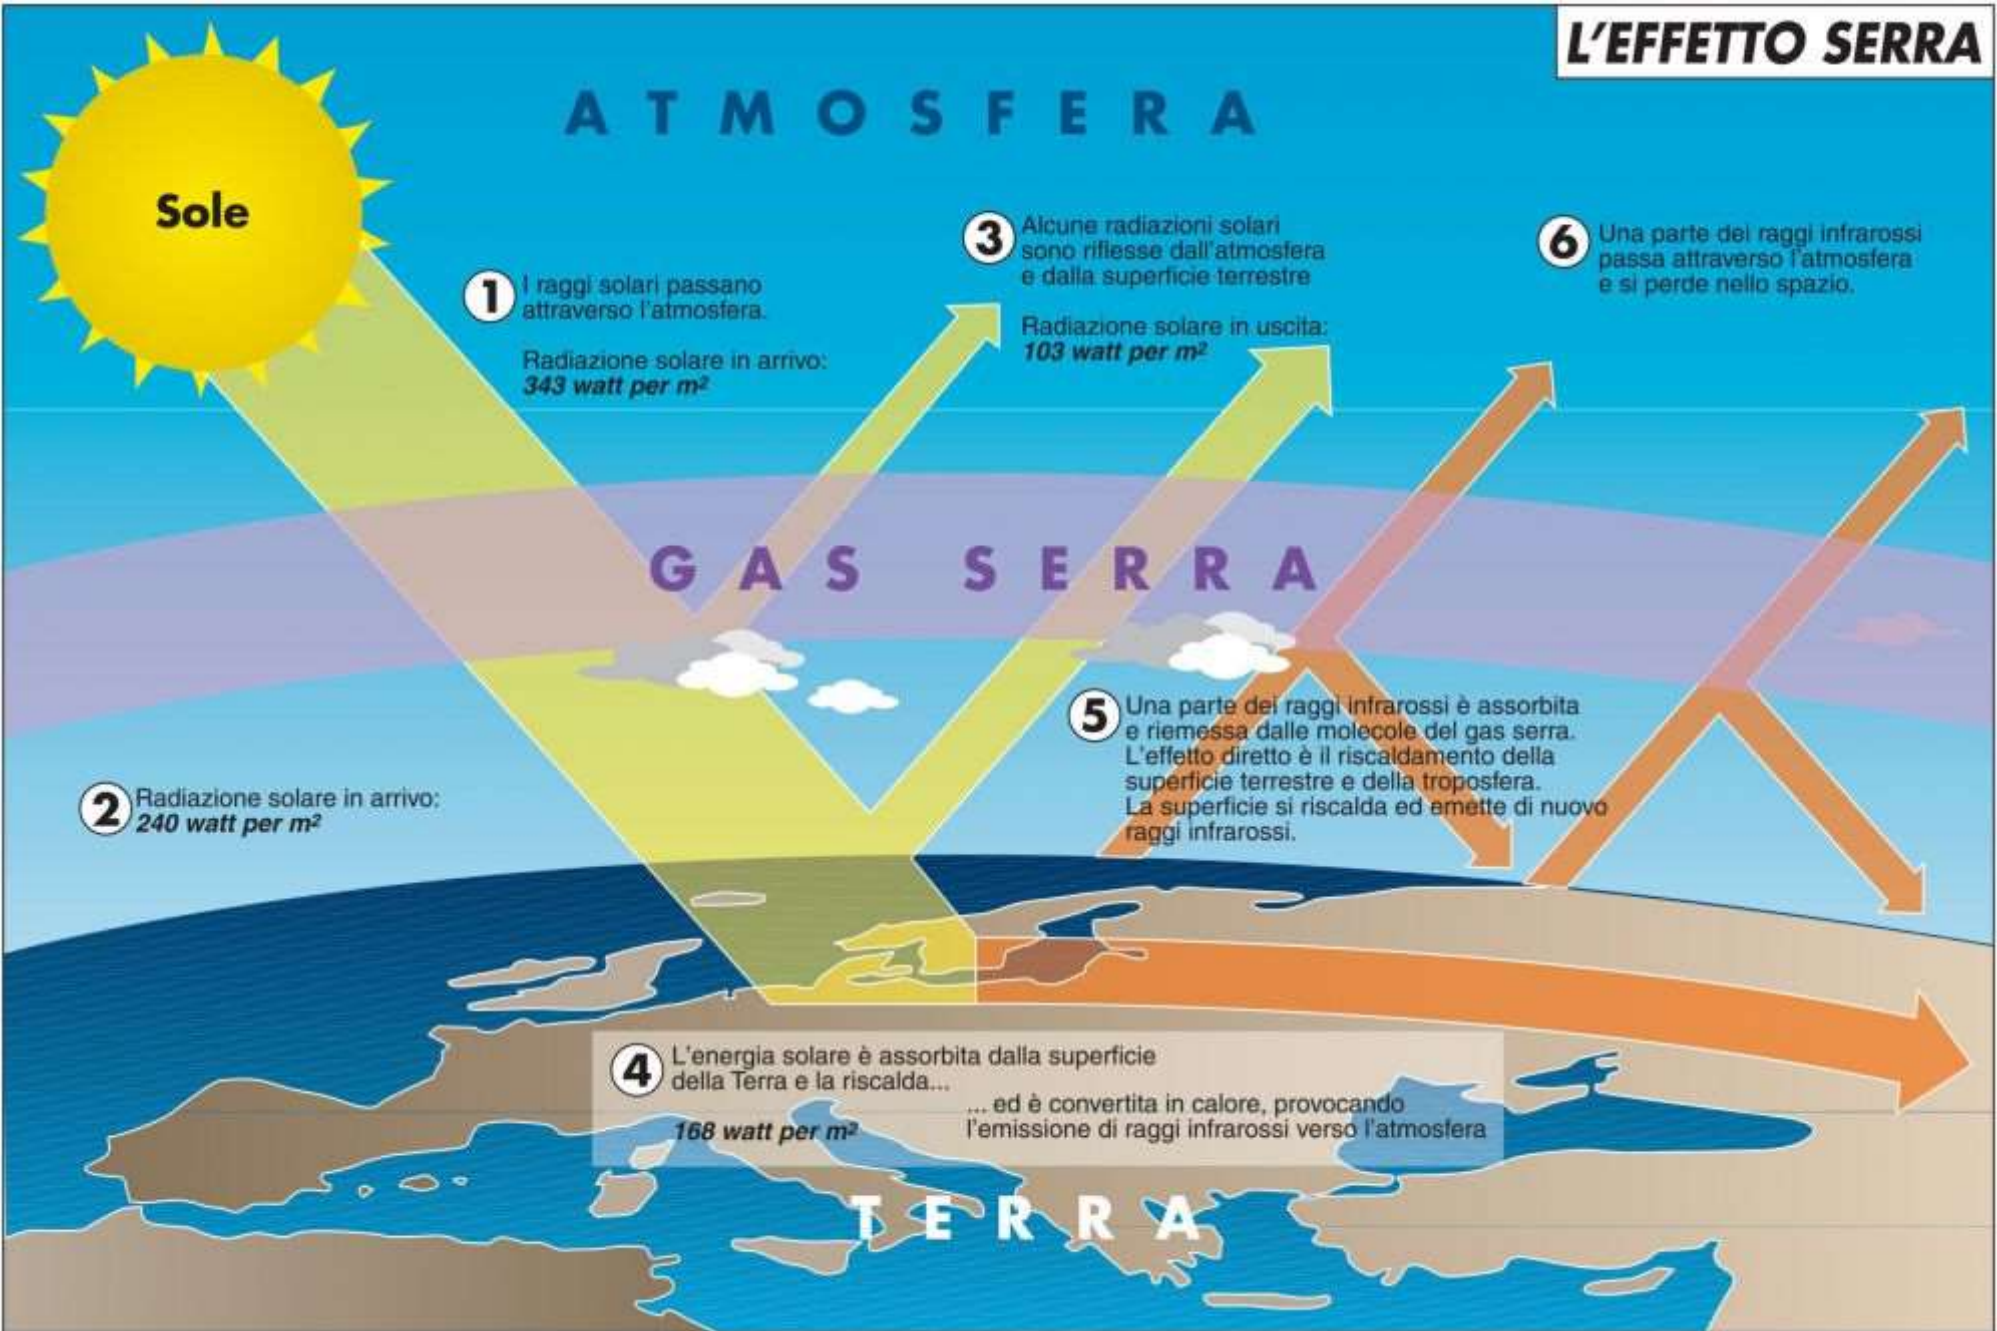 L'EFFETTO SERRA
ATMOSFERA
Sole
1
I raggi solari passano
attraverso l'atmosfera.
Radiazione solare in arrivo:
343 watt per m²
3
Alcune radiazioni solari
sono riflesse dall'atmosfera
e dalla superficie terrestre
Radiazione solare in uscita:
103 watt per m²
6
Una parte dei raggi infrarossi
passa attraverso l'atmosfera
e si perde nello spazio.
GAS SERRA
2
Radiazione solare in arrivo:
240 watt per m²
5
Una parte dei raggi infrarossi è assorbita
e riemessa dalle molecole del gas serra.
L'effetto diretto è il riscaldamento della
superficie terrestre e della troposfera.
La superficie si riscalda ed emette di nuovo
raggi infrarossi.
4
L'energia solare è assorbita dalla superficie
della Terra e la riscalda...
168 watt per m²
... ed è convertita in calore, provocando
l'emissione di raggi infrarossi verso l'atmosfera
TERRA